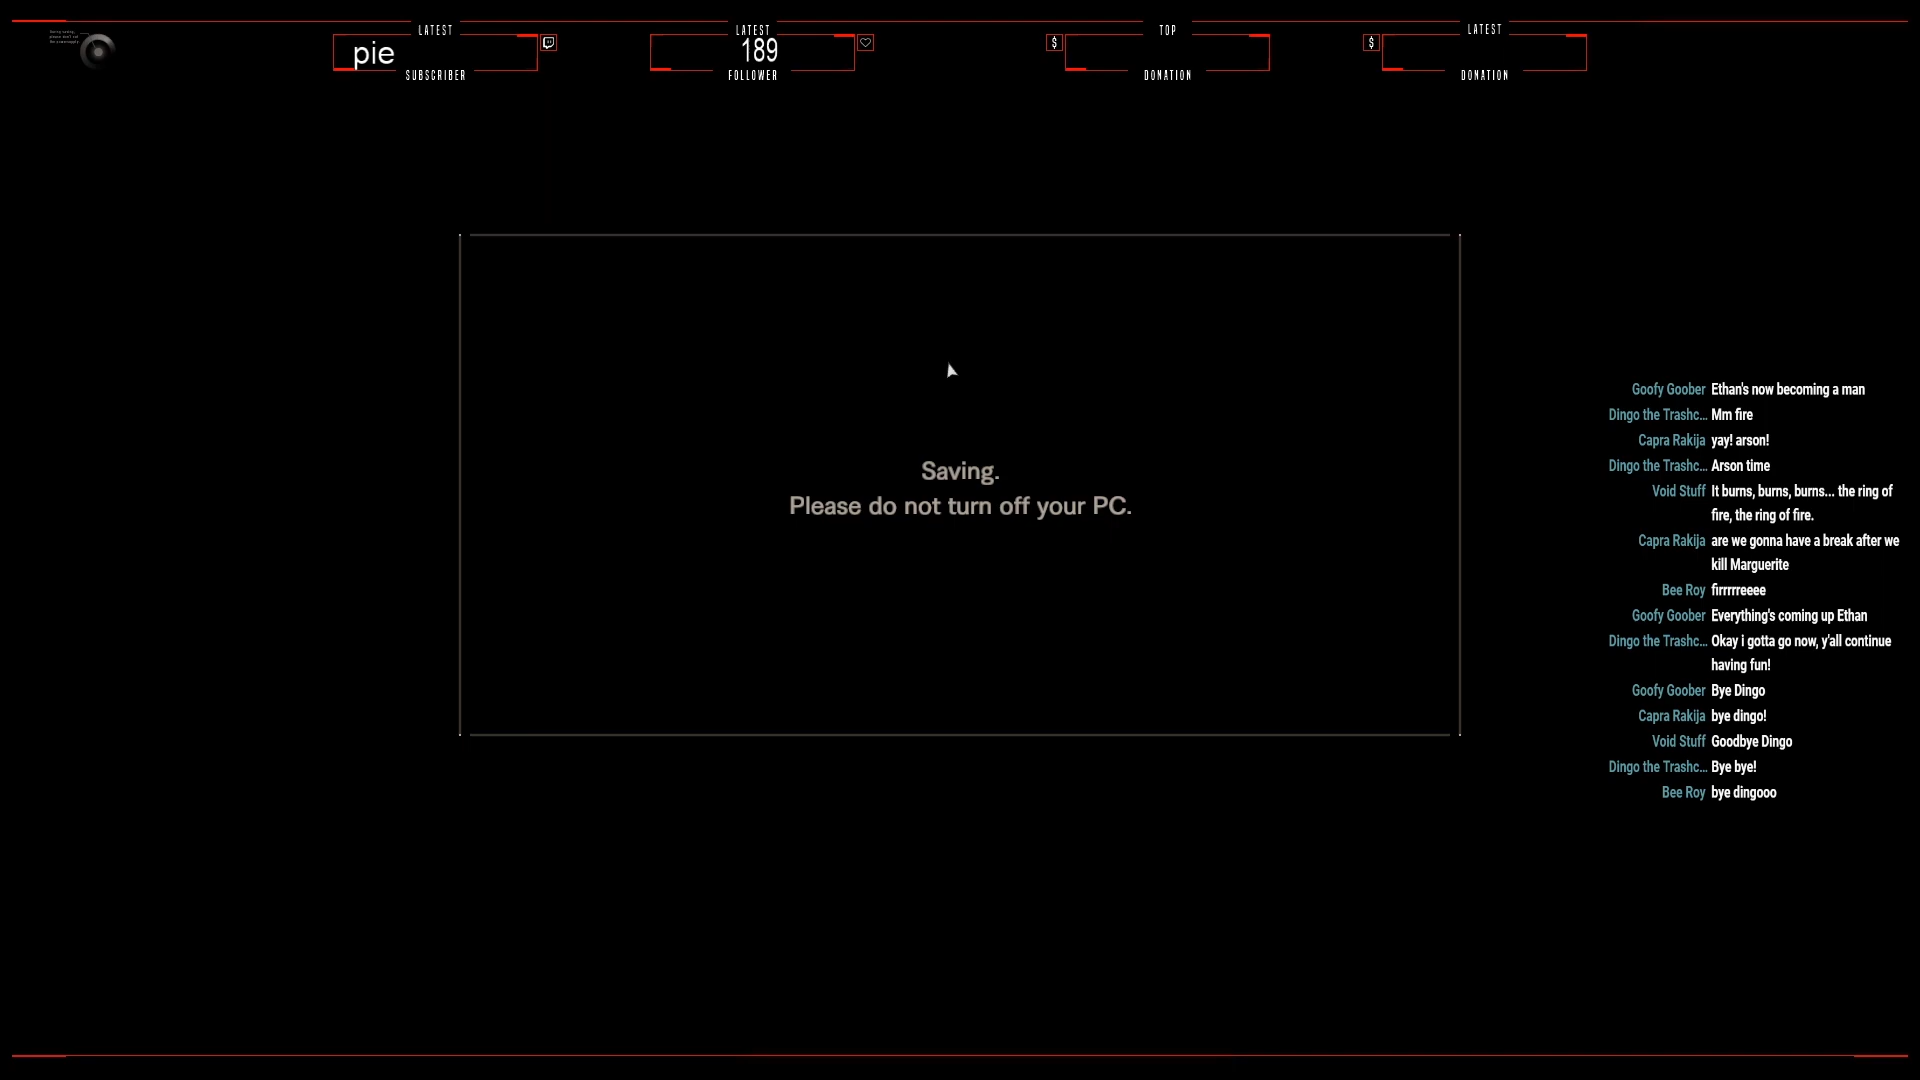 LATEST
pie
SUBSCRIBER
LATEST
189
FOLLOWER
TOP
$
DONATION
LATEST
$
DONATION
Saving.
Please do not turn off your PC.
Goofy Goober Ethan's now becoming a man
Dingo the Trashc... Mm fire
Capra Rakija yay! arson!
Dingo the Trashc... Arson time
Void Stuff It burns, burns, burns... the ring of
fire, the ring of fire.
Capra Rakija are we gonna have a break after we
kill Marguerite
Bee Roy firrrrreeee
Goofy Goober Everything's coming up Ethan
Dingo the Trashc... Okay i gotta go now, y'all continue
having fun!
Goofy Goober Bye Dingo
Capra Rakija bye dingo!
Void Stuff Goodbye Dingo
Dingo the Trashc... Bye bye!
Bee Roy bye dingooo